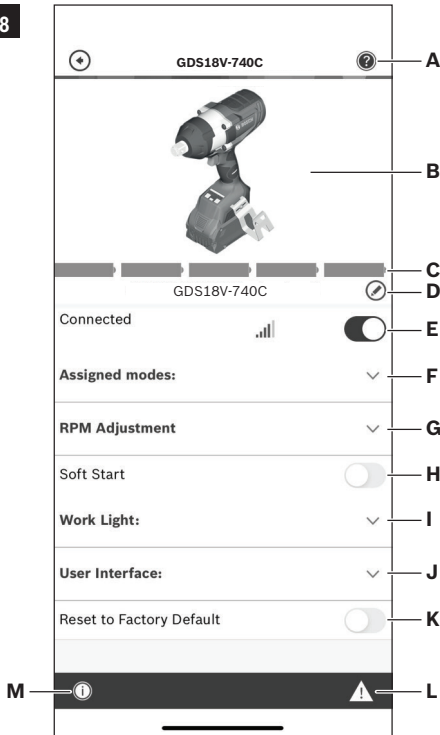 8
GDS18V-740C
?
A
B
C
GDS18V-740C
D
Connected
E
Assigned modes:
F
RPM Adjustment
G
Soft Start
H
Work Light:
I
User Interface:
J
Reset to Factory Default
K
M
i
!
L